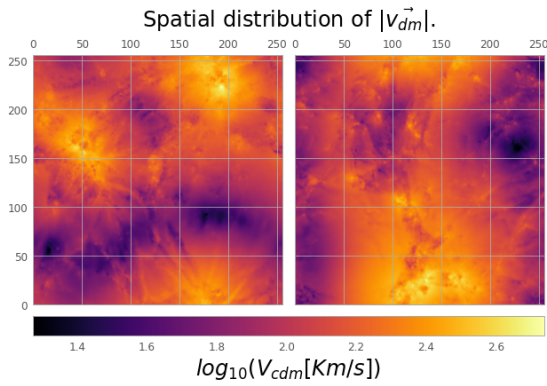 Spatial distribution of |v⃗_dm|.
0 50 100 150 200 250 0 50 100 150 200 250
250
200
150
100
50
0
1.4 1.6 1.8 2.0 2.2 2.4 2.6
log_10(V_cdm[Km/s])